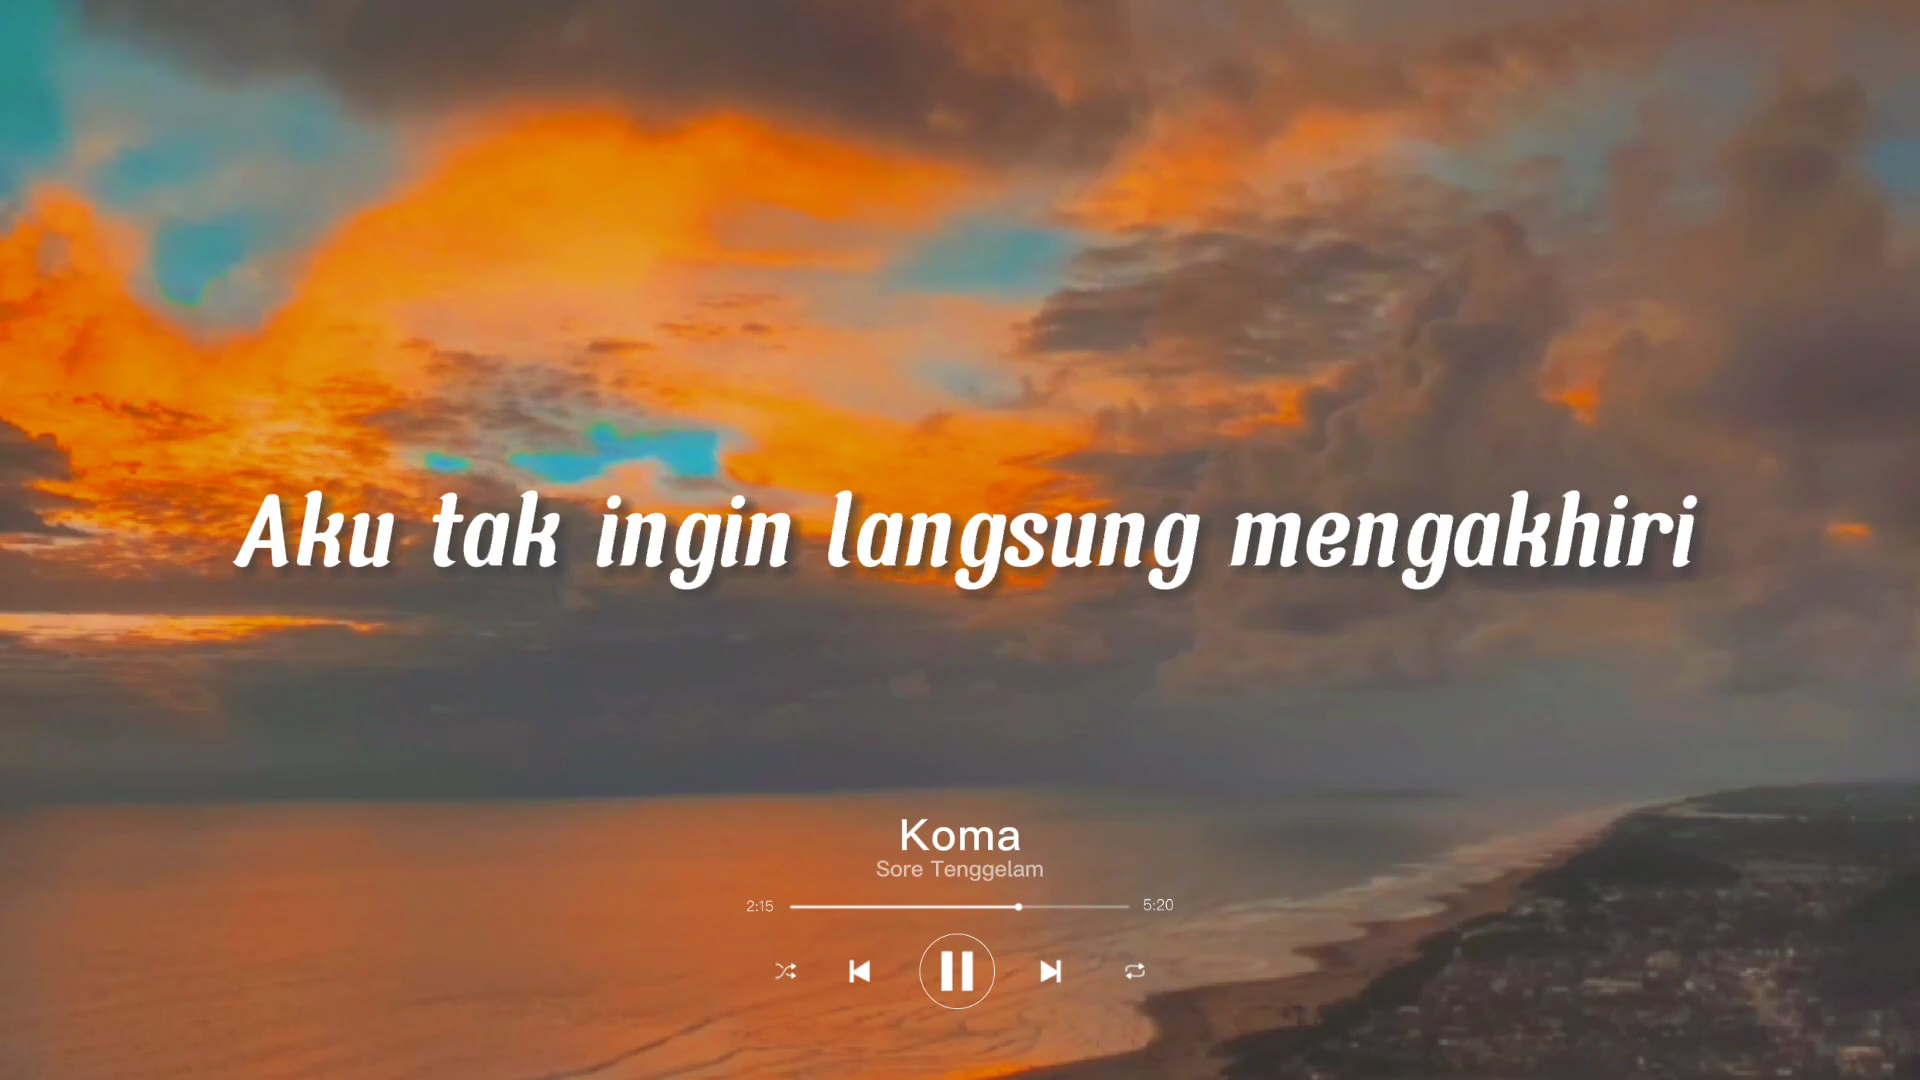 Aku tak ingin langsung mengakhiri
Koma
Sore Tenggelam
2:15
5:20